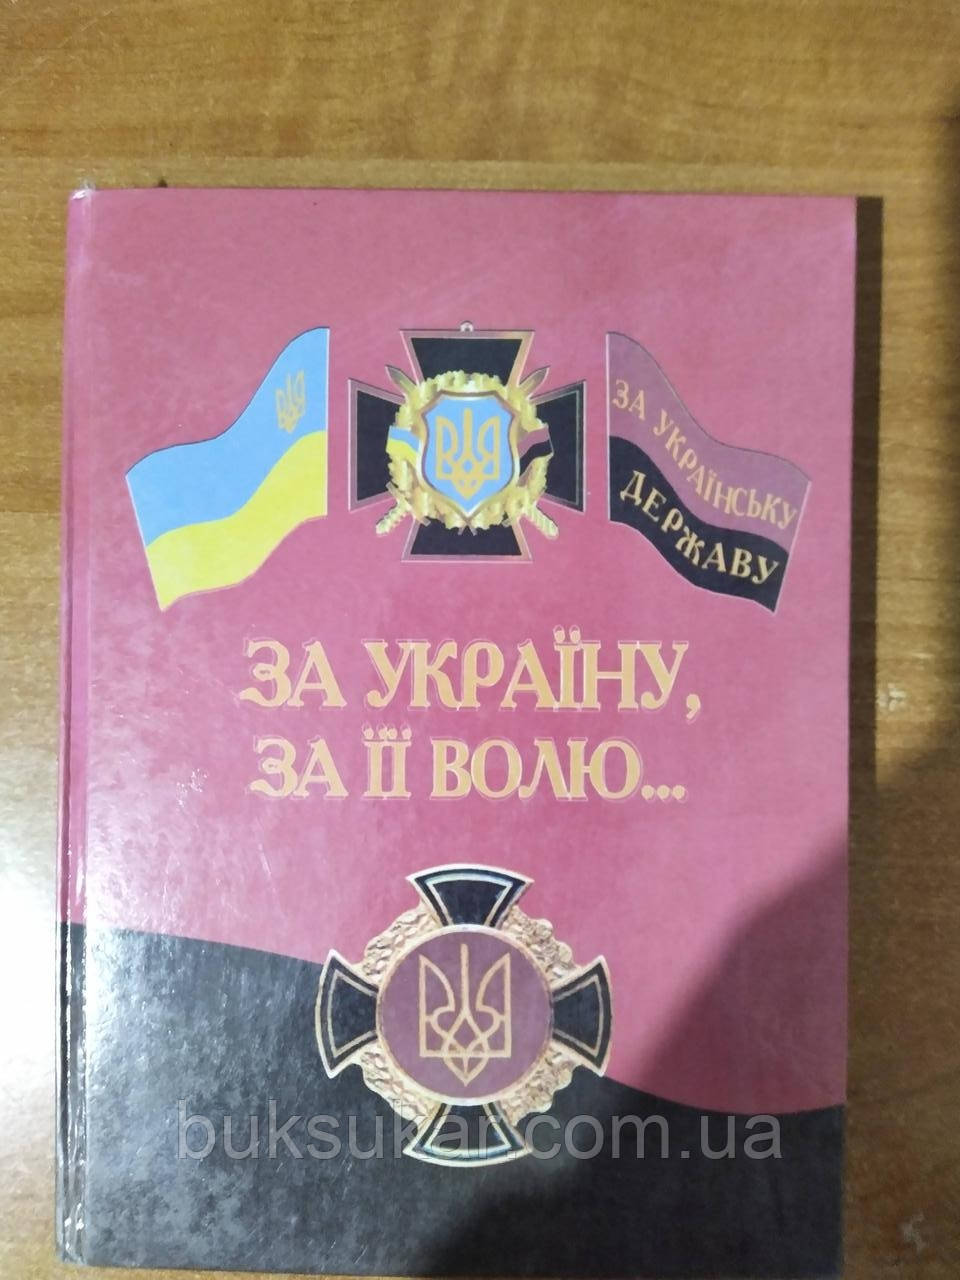 ЗА УКРАЇНСЬКУ
ДЕРЖАВУ
ЗА УКРАЇНУ,
ЗА ЇЇ ВОЛЮ...
buksukar.com.ua